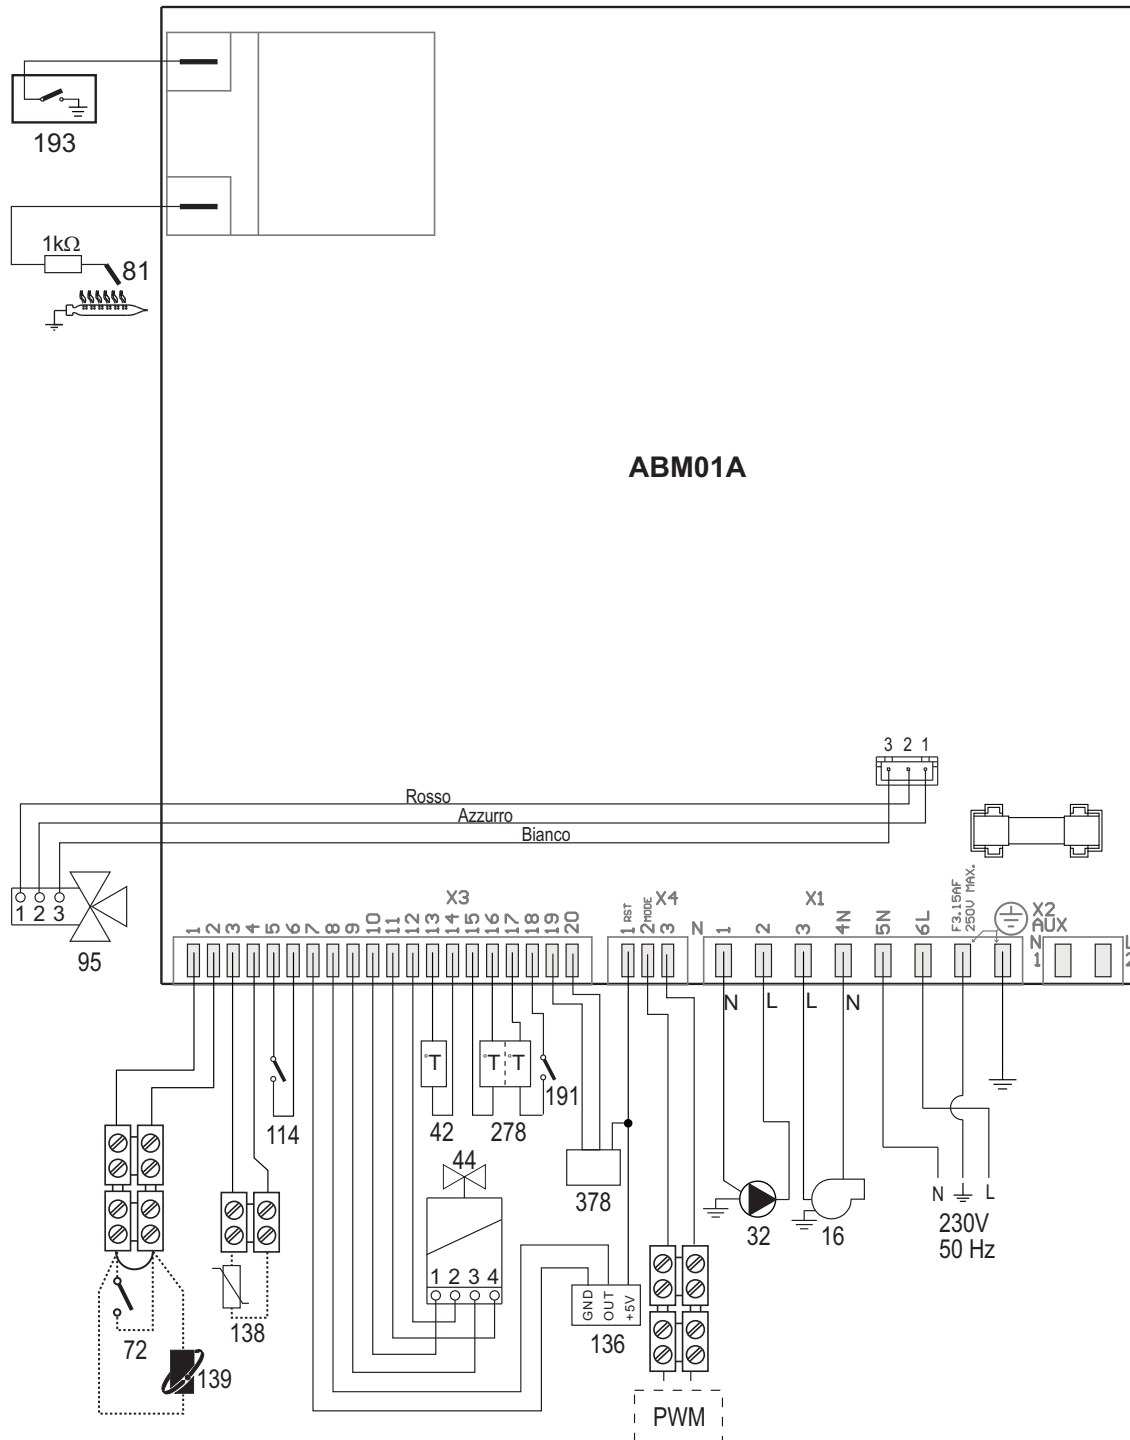 193
1kΩ
81
ABM01A
3 2 1
Rosso
Azzurro
Bianco
1 2 3
95
X3
1 2 3 4 5 6 7 8 9 10 11 12 13 14 15 16 17 18 19 20
X4
1 RST
2 MODE
3
N
X1
1 2 3 4N 5N 6L
F3.15AF
250V MAX.
X2
AUX
N
1
L
2
N L L N
°T
°T °T
191
114
42
278
44
378
32
16
N L
230V
50 Hz
1 2 3 4
GND
OUT
+5V
136
72
138
139
PWM